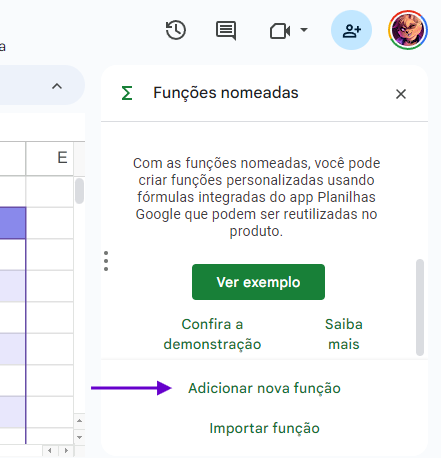 a
Funções nomeadas
E
Com as funções nomeadas, você pode
criar funções personalizadas usando
fórmulas integradas do app Planilhas
Google que podem ser reutilizadas no
produto.
Ver exemplo
Confira a
demonstração
Saiba
mais
Adicionar nova função
Importar função